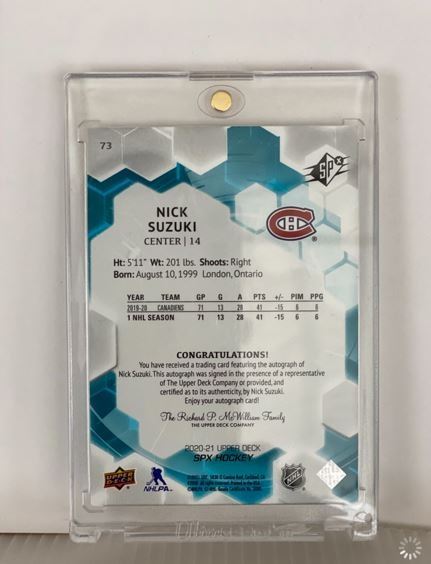 73
SPx
NICK
SUZUKI
CENTER | 14
Ht: 5'11" Wt: 201 lbs. Shoots: Right
Born: August 10, 1999 London, Ontario
YEAR TEAM GP G A PTS +/- PIM PPG
2019-20 CANADIENS 71 13 28 41 -15 6 6
1 NHL SEASON 71 13 28 41 -15 6 6
CONGRATULATIONS!
You have received a trading card featuring the autograph of
Nick Suzuki. This autograph was signed in the presence of a representative
of The Upper Deck Company or provided, and
certified as to its authenticity, by Nick Suzuki.
Enjoy your autograph card!
The Richard P. McWilliam Family
THE UPPER DECK COMPANY
2020-21 UPPER DECK
SPX HOCKEY
UPPER DECK
NHLPA
NHL